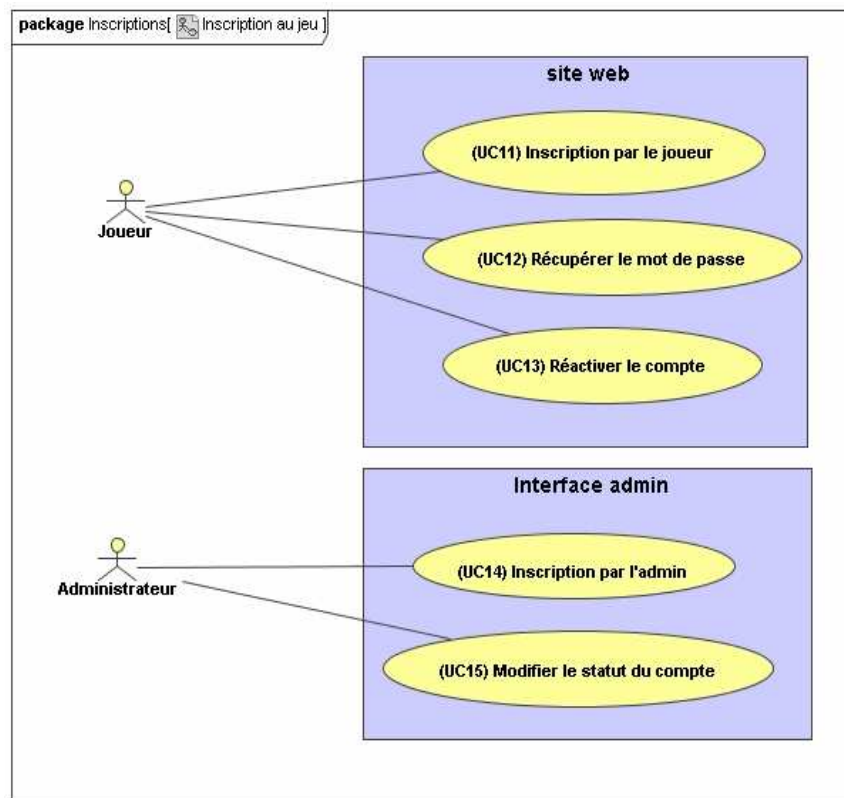 package Inscriptions[ Inscription au jeu ]
site web
(UC11) Inscription par le joueur
Joueur
(UC12) Récupérer le mot de passe
(UC13) Réactiver le compte
Interface admin
(UC14) Inscription par l'admin
Administrateur
(UC15) Modifier le statut du compte